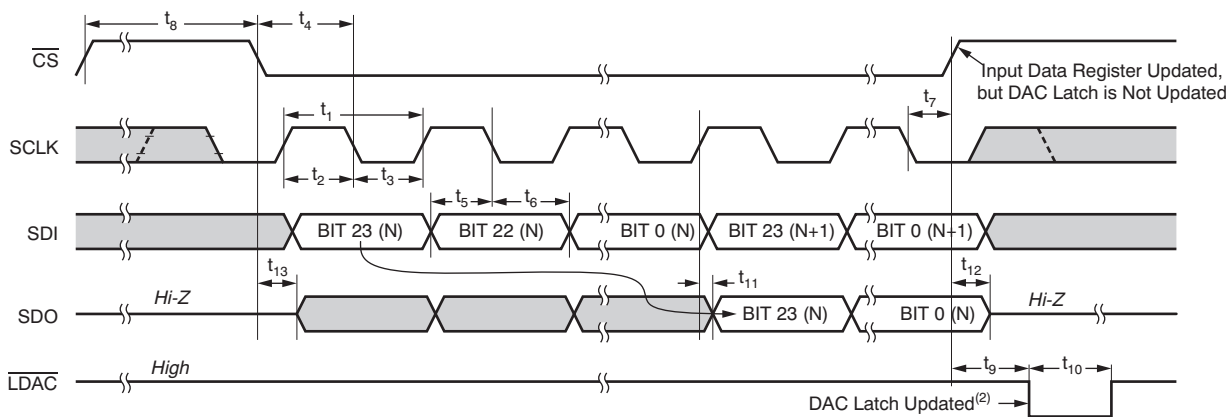 t8
t4
CS
Input Data Register Updated,
but DAC Latch is Not Updated
t7
t1
SCLK
t2
t3
t5
t6
SDI
BIT 23 (N)
BIT 22 (N)
BIT 0 (N)
BIT 23 (N+1)
BIT 0 (N+1)
t13
t11
t12
Hi-Z
Hi-Z
SDO
BIT 23 (N)
BIT 0 (N)
High
t9
t10
LDAC
DAC Latch Updated(2)